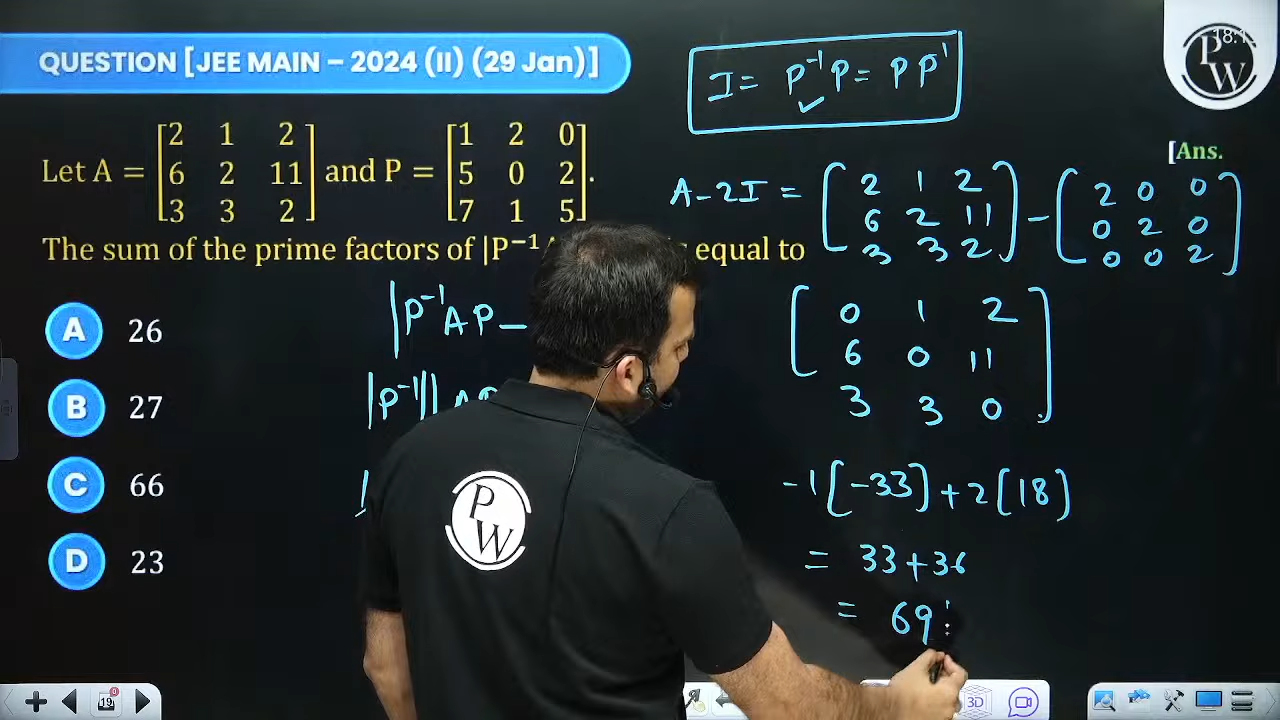 QUESTION [JEE MAIN – 2024 (II) (29 Jan)]
Let A = [2 1 2
6 2 11
3 3 2] and P = [1 2 0
5 0 2
7 1 5].
The sum of the prime factors of |P⁻¹A equal to
A 26
B 27
C 66
D 23
|P⁻¹AP –
|P⁻¹||AP
I = P⁻¹P = P P⁻¹
[Ans.
A - 2I = [2 1 2
6 2 11
3 3 2] - [2 0 0
0 2 0
0 0 2]
[0 1 2
6 0 11
3 3 0]
-1[-33] + 2[18]
= 33+36
= 69
PW
PW
19
3D